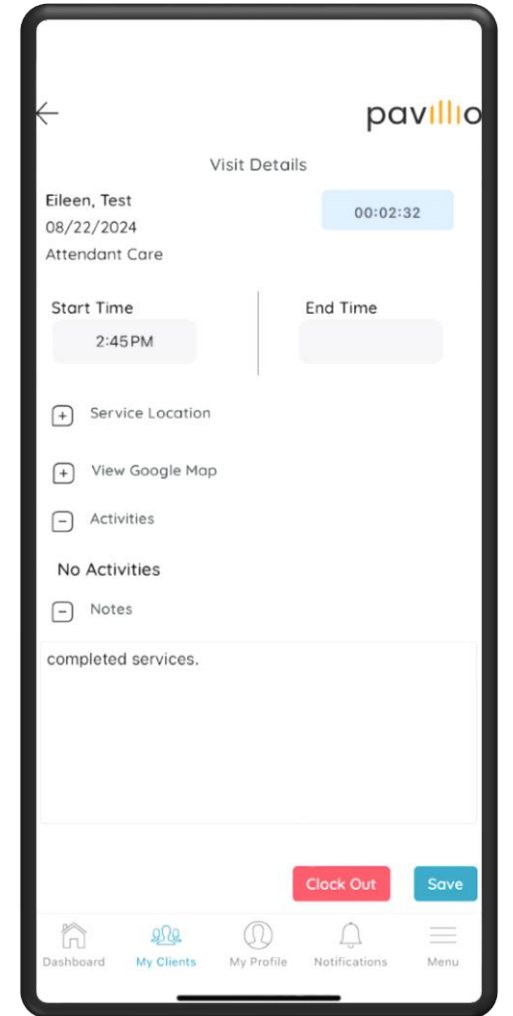 pavillio
Visit Details
Eileen, Test
00:02:32
08/22/2024
Attendant Care
Start Time
End Time
2:45 PM
Service Location
View Google Map
Activities
No Activities
Notes
completed services.
Clock Out
Save
Dashboard
My Clients
My Profile
Notifications
Menu